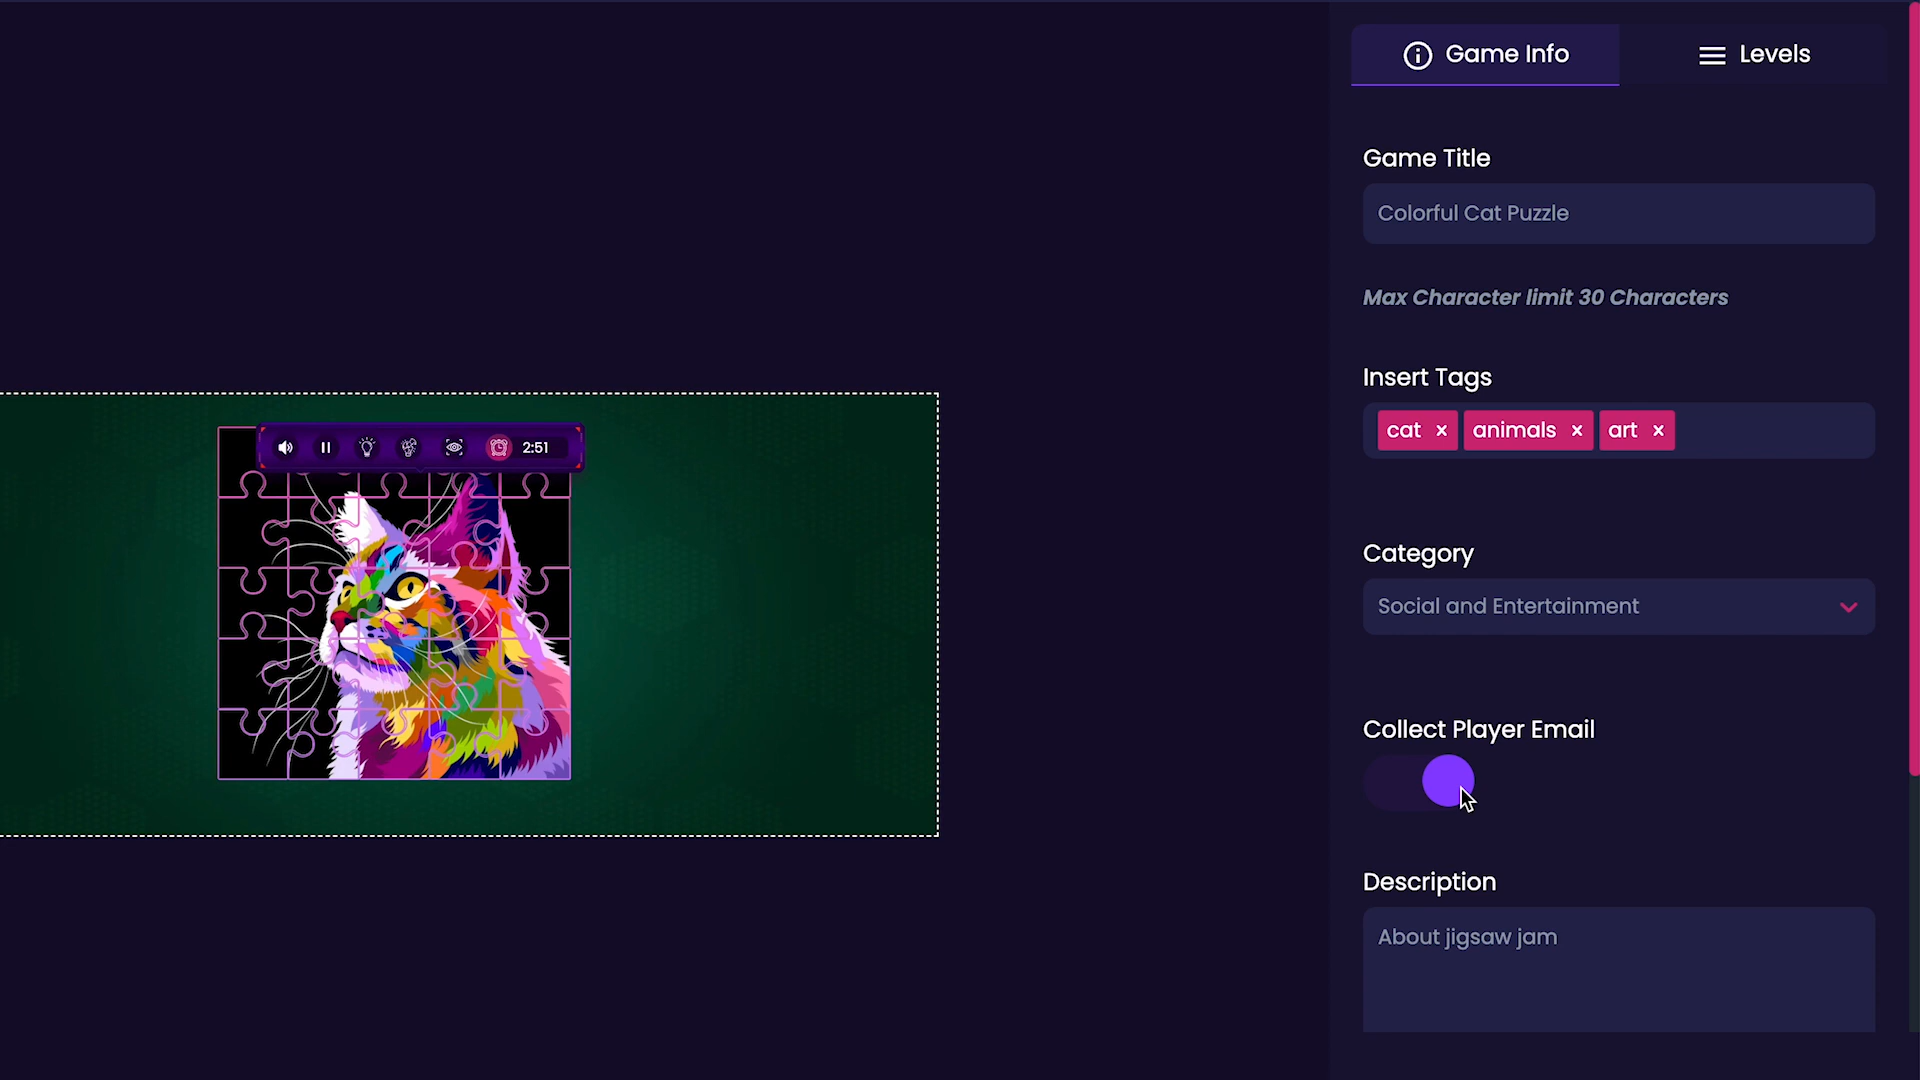 Game Info
Levels
Game Title
Colorful Cat Puzzle
Max Character limit 30 Characters
Insert Tags
cat × animals × art ×
Category
Social and Entertainment
Collect Player Email
Description
About jigsaw jam
2:51